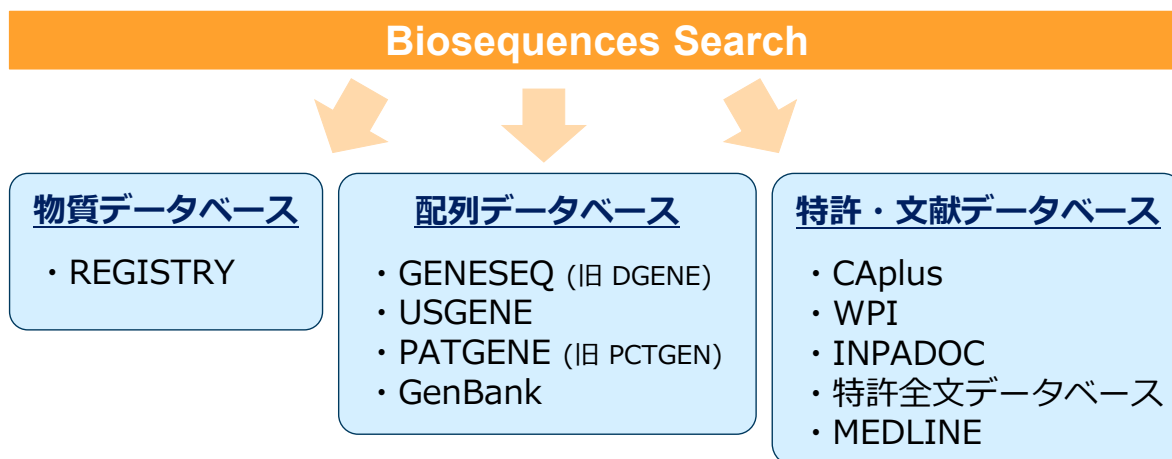 Biosequences Search
物質データベース
・REGISTRY
配列データベース
・GENESEQ (旧 DGENE)
・USGENE
・PATGENE (旧 PCTGEN)
・GenBank
特許・文献データベース
・CAplus
・WPI
・INPADOC
・特許全文データベース
・MEDLINE